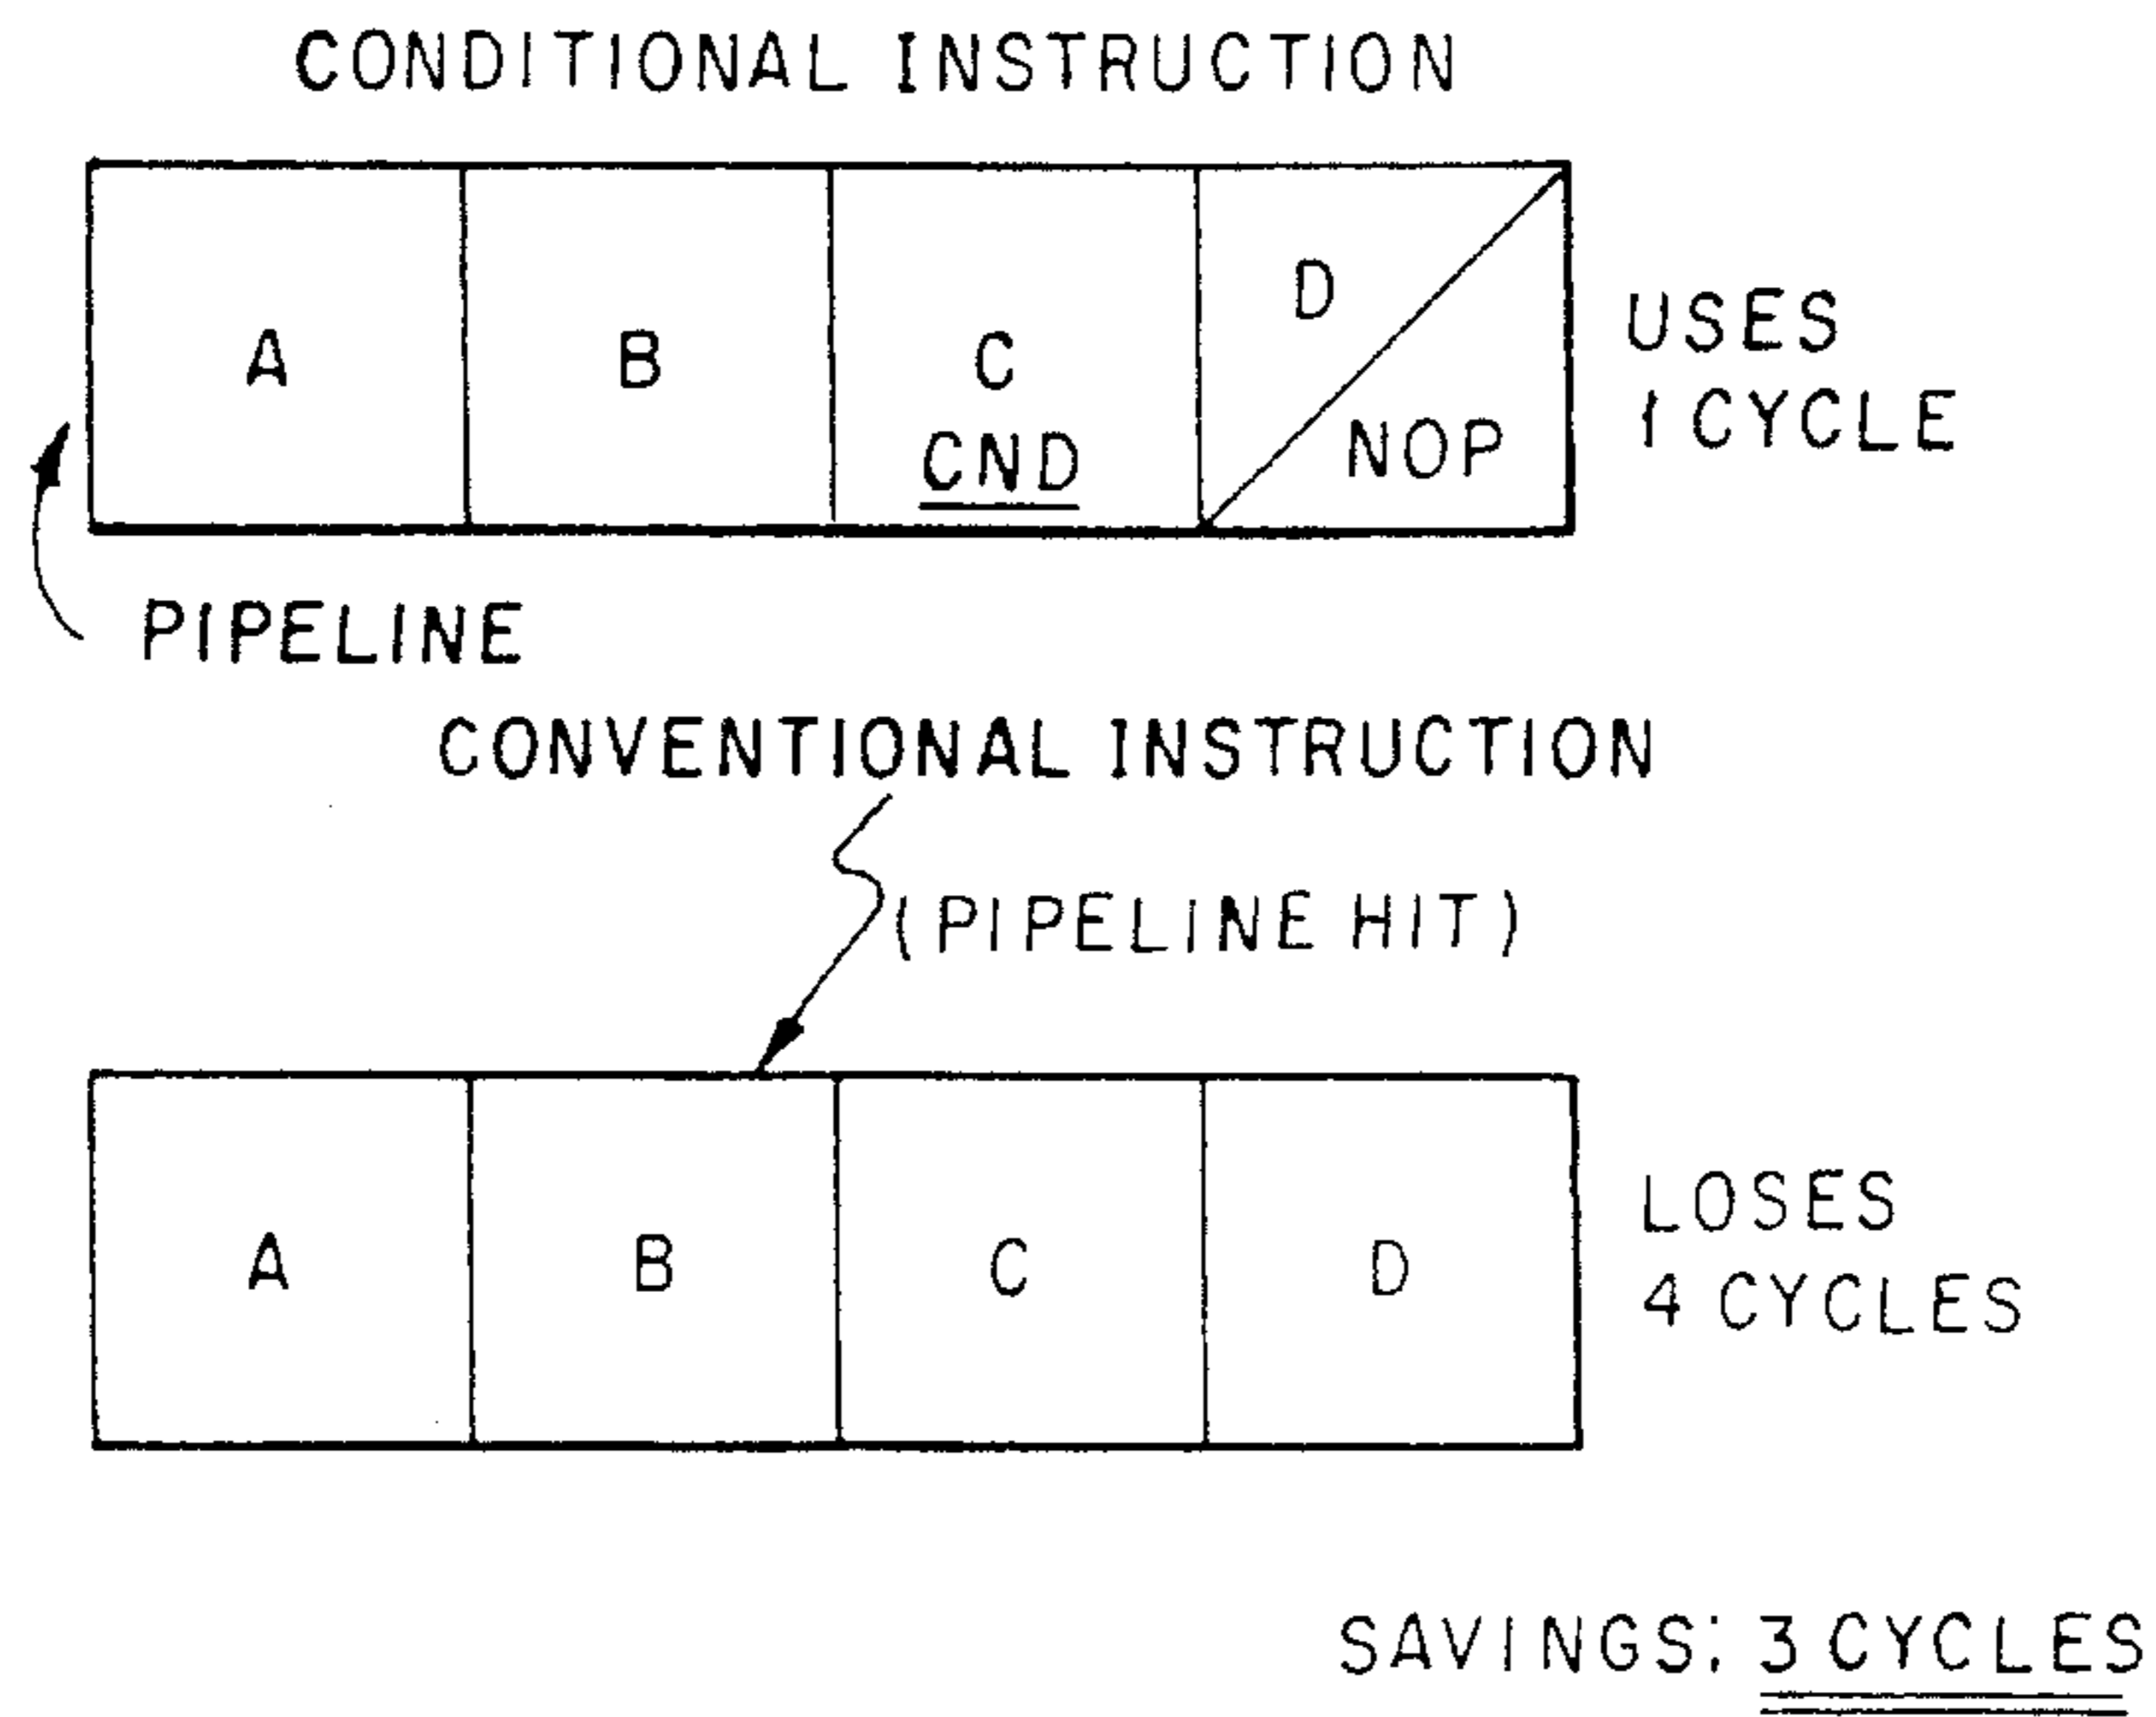 CONDITIONAL INSTRUCTION
A B C D
CND
NOP
USES
1 CYCLE
PIPELINE
CONVENTIONAL INSTRUCTION
(PIPELINE HIT)
A B C D
LOSES
4 CYCLES
SAVINGS: 3 CYCLES